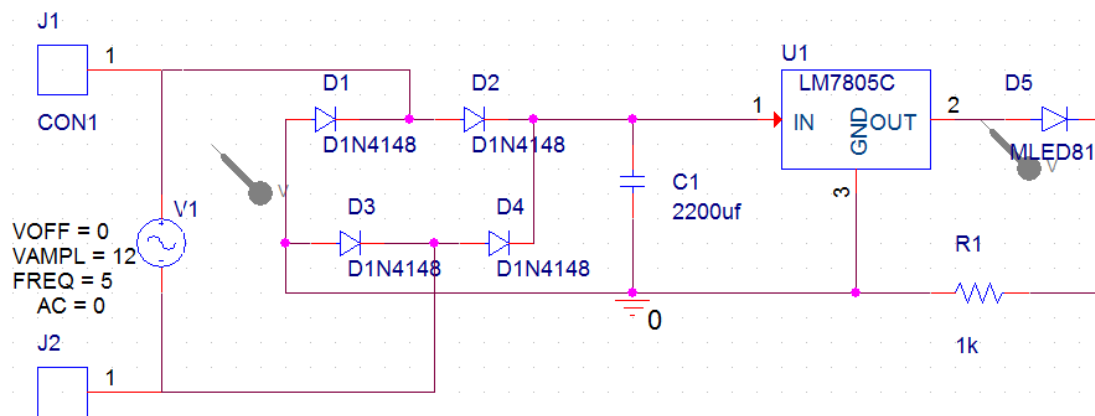 J1
1
CON1
D1
D1N4148
D2
D1N4148
U1
LM7805C
1
IN
GND
OUT
2
3
D5
MLED81
V
V
D3
D1N4148
D4
D1N4148
C1
2200uf
V1
VOFF = 0
VAMPL = 12
FREQ = 5
AC = 0
0
R1
1k
J2
1